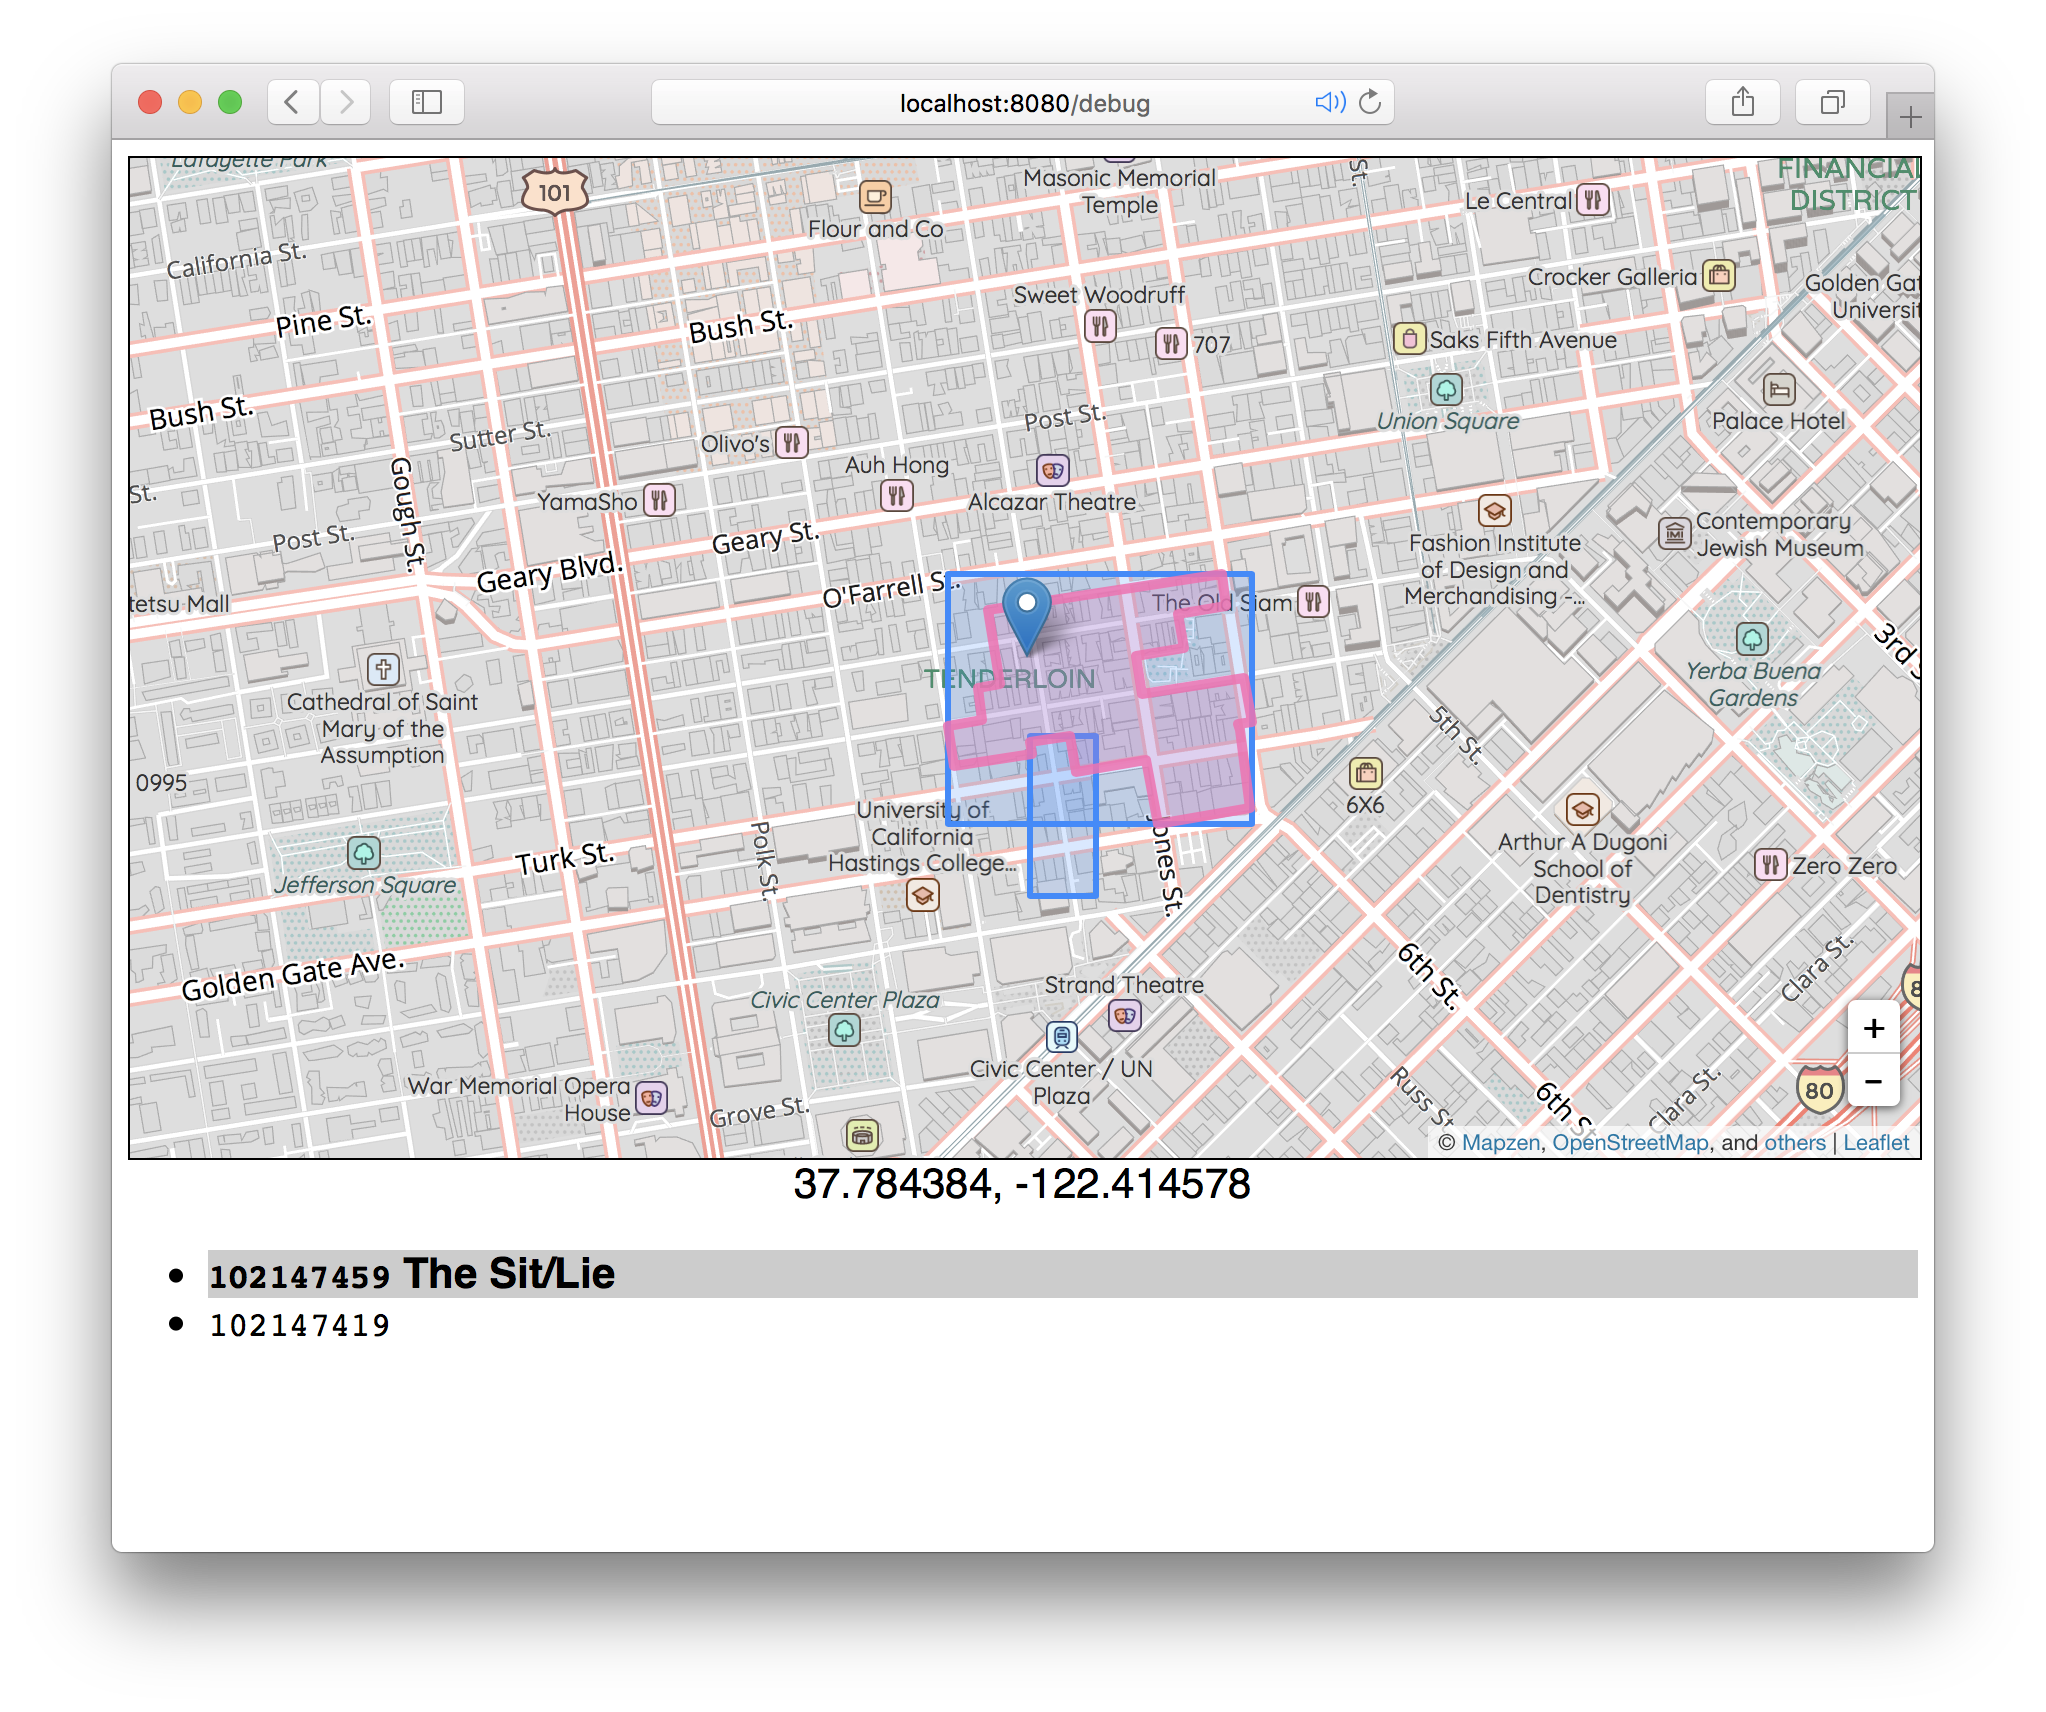 localhost:8080/debug
Lafayette Park
101
Flour and Co
Masonic Memorial
Temple
St.
Le Central
FINANCIAL
DISTRICT
California St.
Crocker Galleria
Pine St.
Bush St.
Sweet Woodruff
707
Saks Fifth Avenue
Golden Gat
Universit
Bush St.
Sutter St.
Olivo's
Post St.
Union Square
Palace Hotel
Gough St.
St.
YamaSho
Auh Hong
Alcazar Theatre
Post St.
Geary St.
Geary Blvd.
Fashion Institute
of Design and
Merchandising -...
Contemporary
Jewish Museum
tetsu Mall
O'Farrell St.
The Old Siam
3rd S
Cathedral of Saint
Mary of the
Assumption
TENDERLOIN
Yerba Buena
Gardens
5th St.
0995
6X6
University of
California
Hastings College...
Polk St.
Jones St.
Turk St.
Jefferson Square
Arthur A Dugoni
School of
Dentistry
Zero Zero
Golden Gate Ave.
Civic Center Plaza
Strand Theatre
6th St.
Clara St.
8
Civic Center / UN
Plaza
War Memorial Opera
House
Grove St.
Russ St
6th St
Clara St.
80
+
−
© Mapzen, OpenStreetMap, and others | Leaflet
37.784384, -122.414578
• 102147459 The Sit/Lie
• 102147419